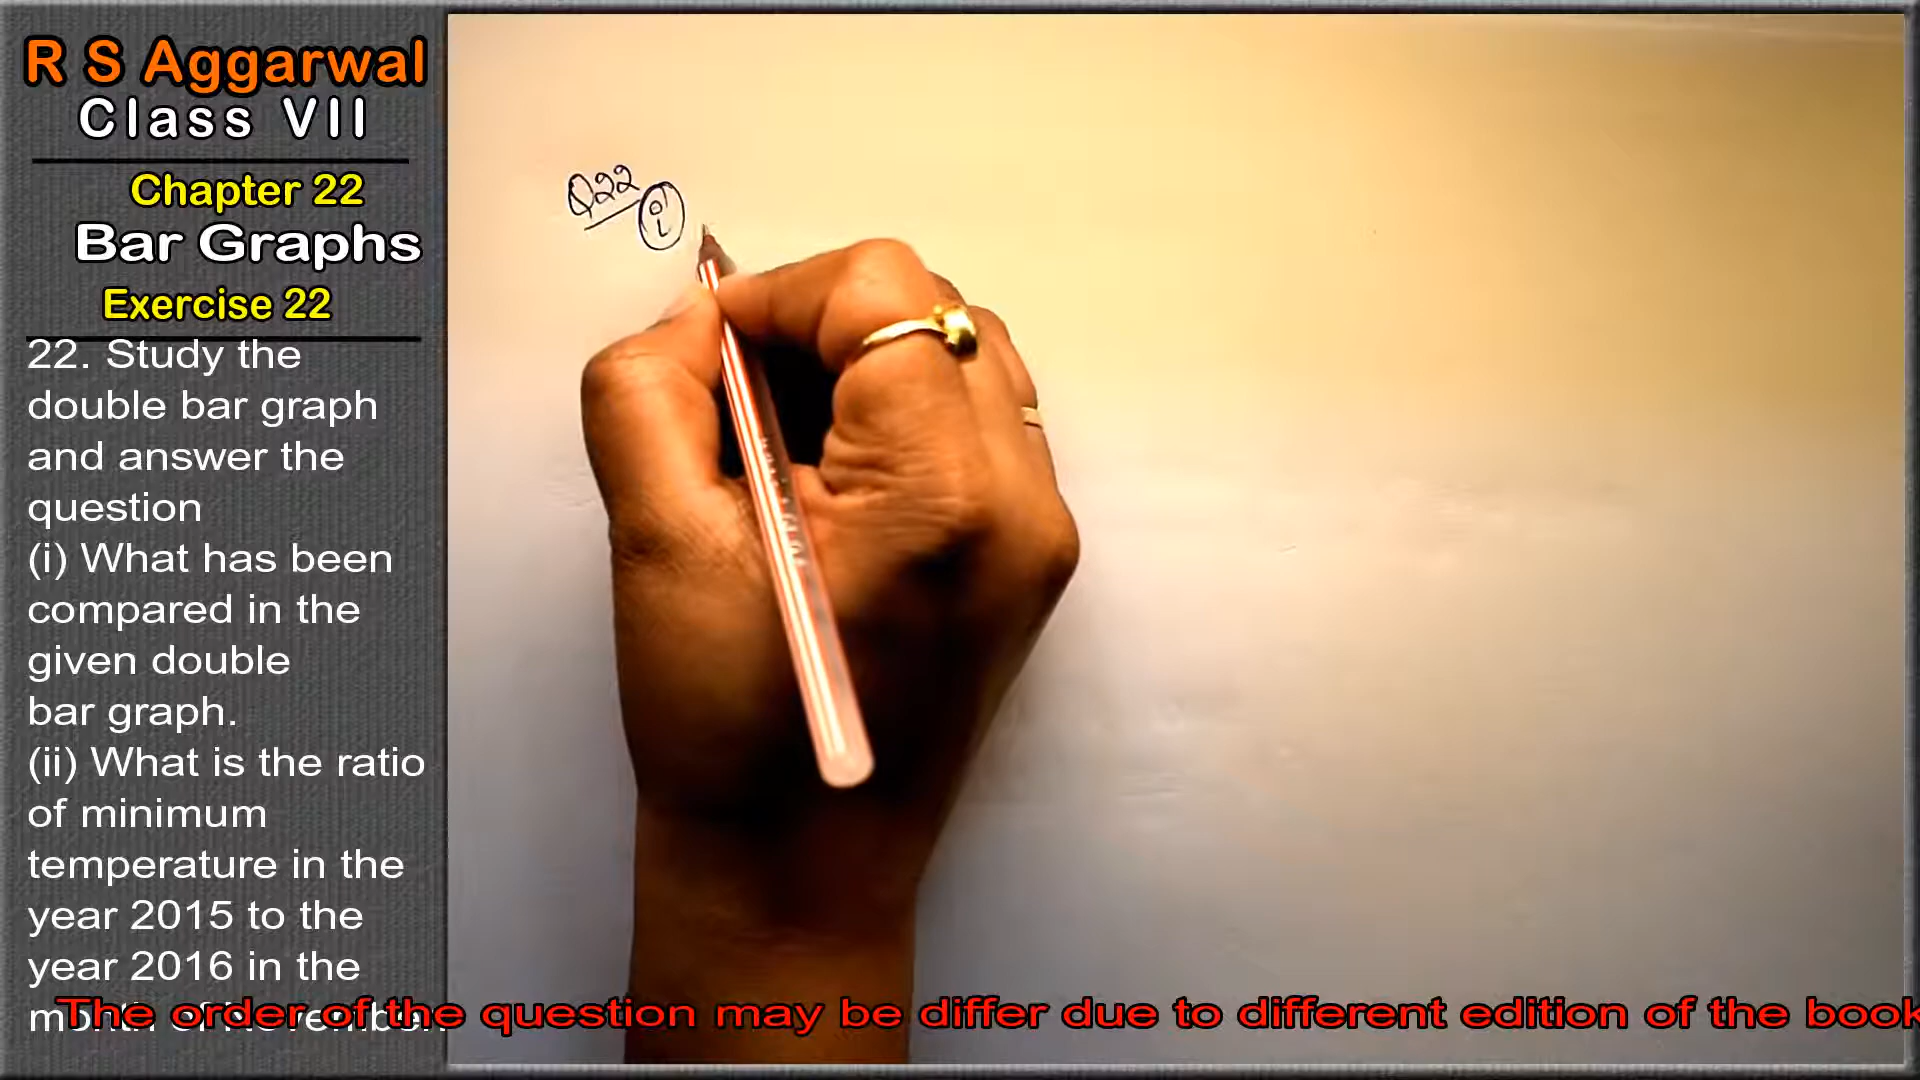 R S Aggarwal
Class VII
Chapter 22
Bar Graphs
Exercise 22
22. Study the
double bar graph
and answer the
question
(i) What has been
compared in the
given double
bar graph.
(ii) What is the ratio
of minimum
temperature in the
year 2015 to the
year 2016 in the
month of November.
The order of the question may be differ due to different edition of the book
Q22 i